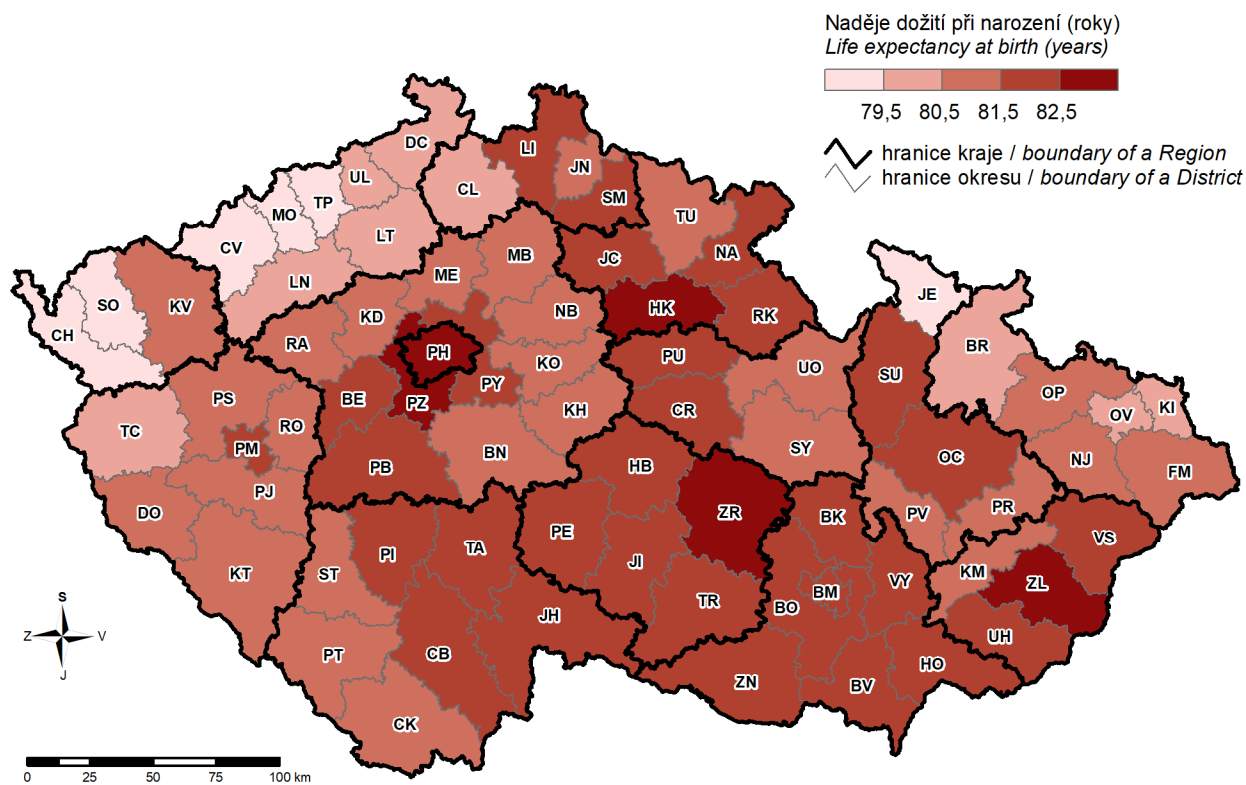 Naděje dožití při narození (roky)
Life expectancy at birth (years)
79,5 80,5 81,5 82,5
hranice kraje / boundary of a Region
hranice okresu / boundary of a District
DC
LI
JN
UL
CL
SM
TP
MO
TU
LT
CV
NA
MB
JC
ME
LN
JE
SO
KV
HK
NB
RK
KD
CH
RA
BR
PH
PU
KO
UO
SU
PY
OP
PS
BE
PZ
KH
CR
KI
OV
RO
TC
PM
SY
BN
OC
NJ
PB
HB
FM
PJ
PR
DO
ZR
PV
BK
PE
VS
TA
PI
JI
KM
KT
ST
VY
ZL
BM
TR
BO
JH
UH
PT
CB
HO
ZN
BV
CK
S
Z V
J
0 25 50 75 100 km